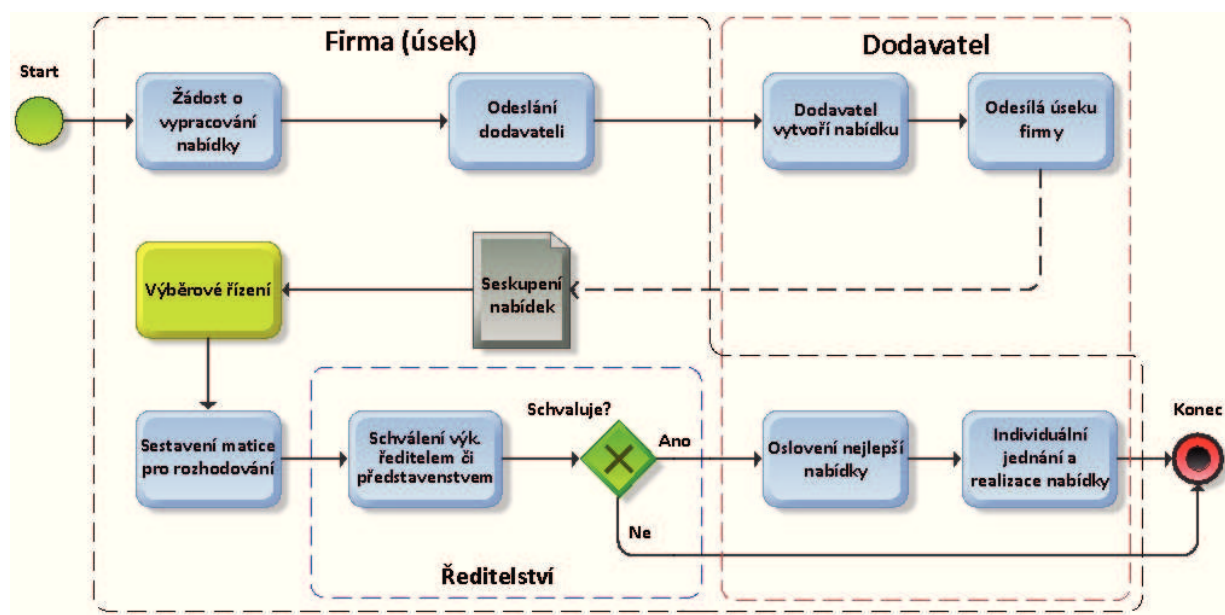 Firma (úsek)
Dodavatel
Start
Žádost o
vypracování
nabídky
Odeslání
dodavateli
Dodavatel
vytvoří nabídku
Odesílá úseku
firmy
Výběrové řízení
Seskupení
nabídek
Sestavení matice
pro rozhodování
Schválení výk.
ředitelem či
představenstvem
Schvaluje?
Ano
Ne
Oslovení nejlepší
nabídky
Individuální
jednání a
realizace nabídky
Konec
Ředitelství